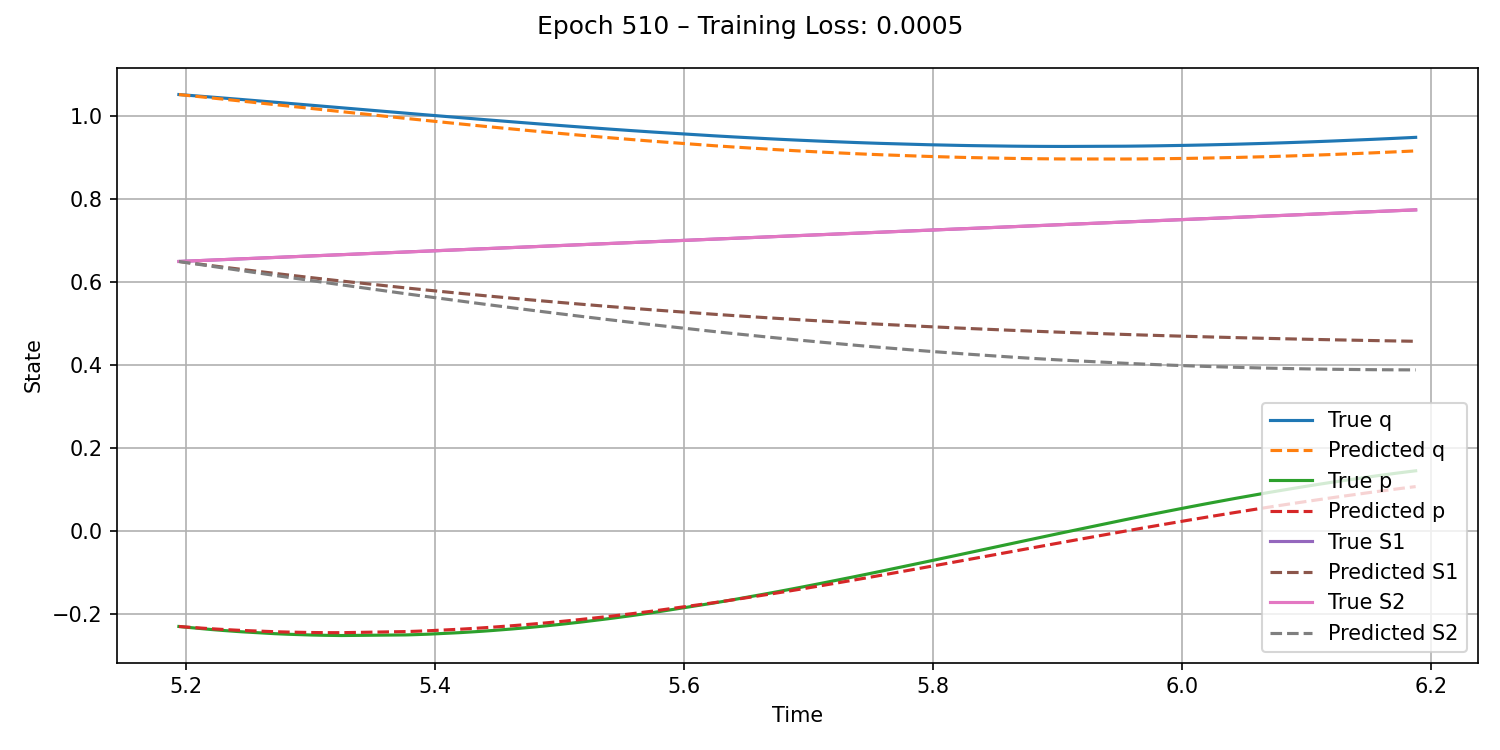 Epoch 510 – Training Loss: 0.0005
1.0
0.8
0.6
0.4
0.2
0.0
−0.2
State
True q
Predicted q
True p
Predicted p
True S1
Predicted S1
True S2
Predicted S2
5.2 5.4 5.6 5.8 6.0 6.2
Time